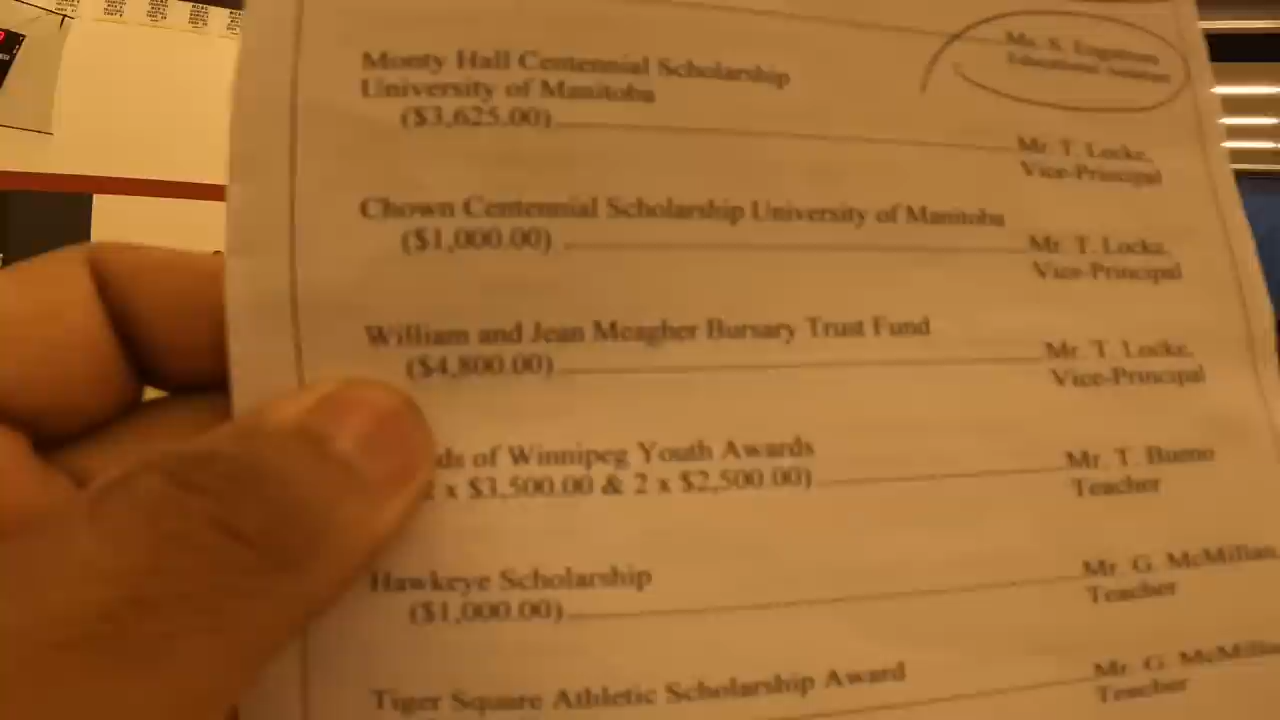 Mr. S.
Monty Hall Centennial Scholarship
University of Manitoba
($3,625.00)
Mr. T. Locke,
Vice-Principal
Chown Centennial Scholarship University of Manitoba
($1,000.00)
Mr. T. Locke,
Vice-Principal
William and Jean Meagher Bursary Trust Fund
($4,800.00)
Mr. T. Locke,
Vice-Principal
ds of Winnipeg Youth Awards
x $3,500.00 & 2 x $2,500.00)
Mr. T. Bueno
Teacher
Hawkeye Scholarship
($1,000.00)
Mr. G. McMillan
Teacher
Tiger Square Athletic Scholarship Award
Mr. G. McMilla
Teacher